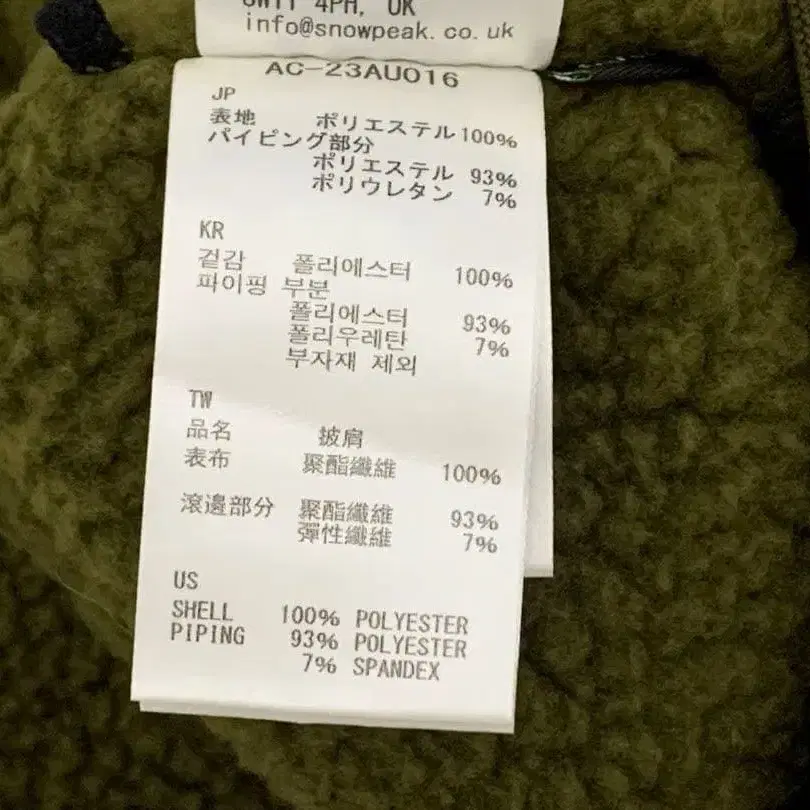 SW11 4PH, UK
info@snowpeak.co.uk
AC-23AU016
JP
表地 ポリエステル 100%
パイピング部分
ポリエステル 93%
ポリウレタン 7%
KR
겉감 폴리에스터 100%
파이핑 부분
폴리에스터 93%
폴리우레탄 7%
부자재 제외
TW
品名 披肩
表布 聚酯纖維 100%
滾邊部分 聚酯纖維 93%
彈性纖維 7%
US
SHELL 100% POLYESTER
PIPING 93% POLYESTER
7% SPANDEX